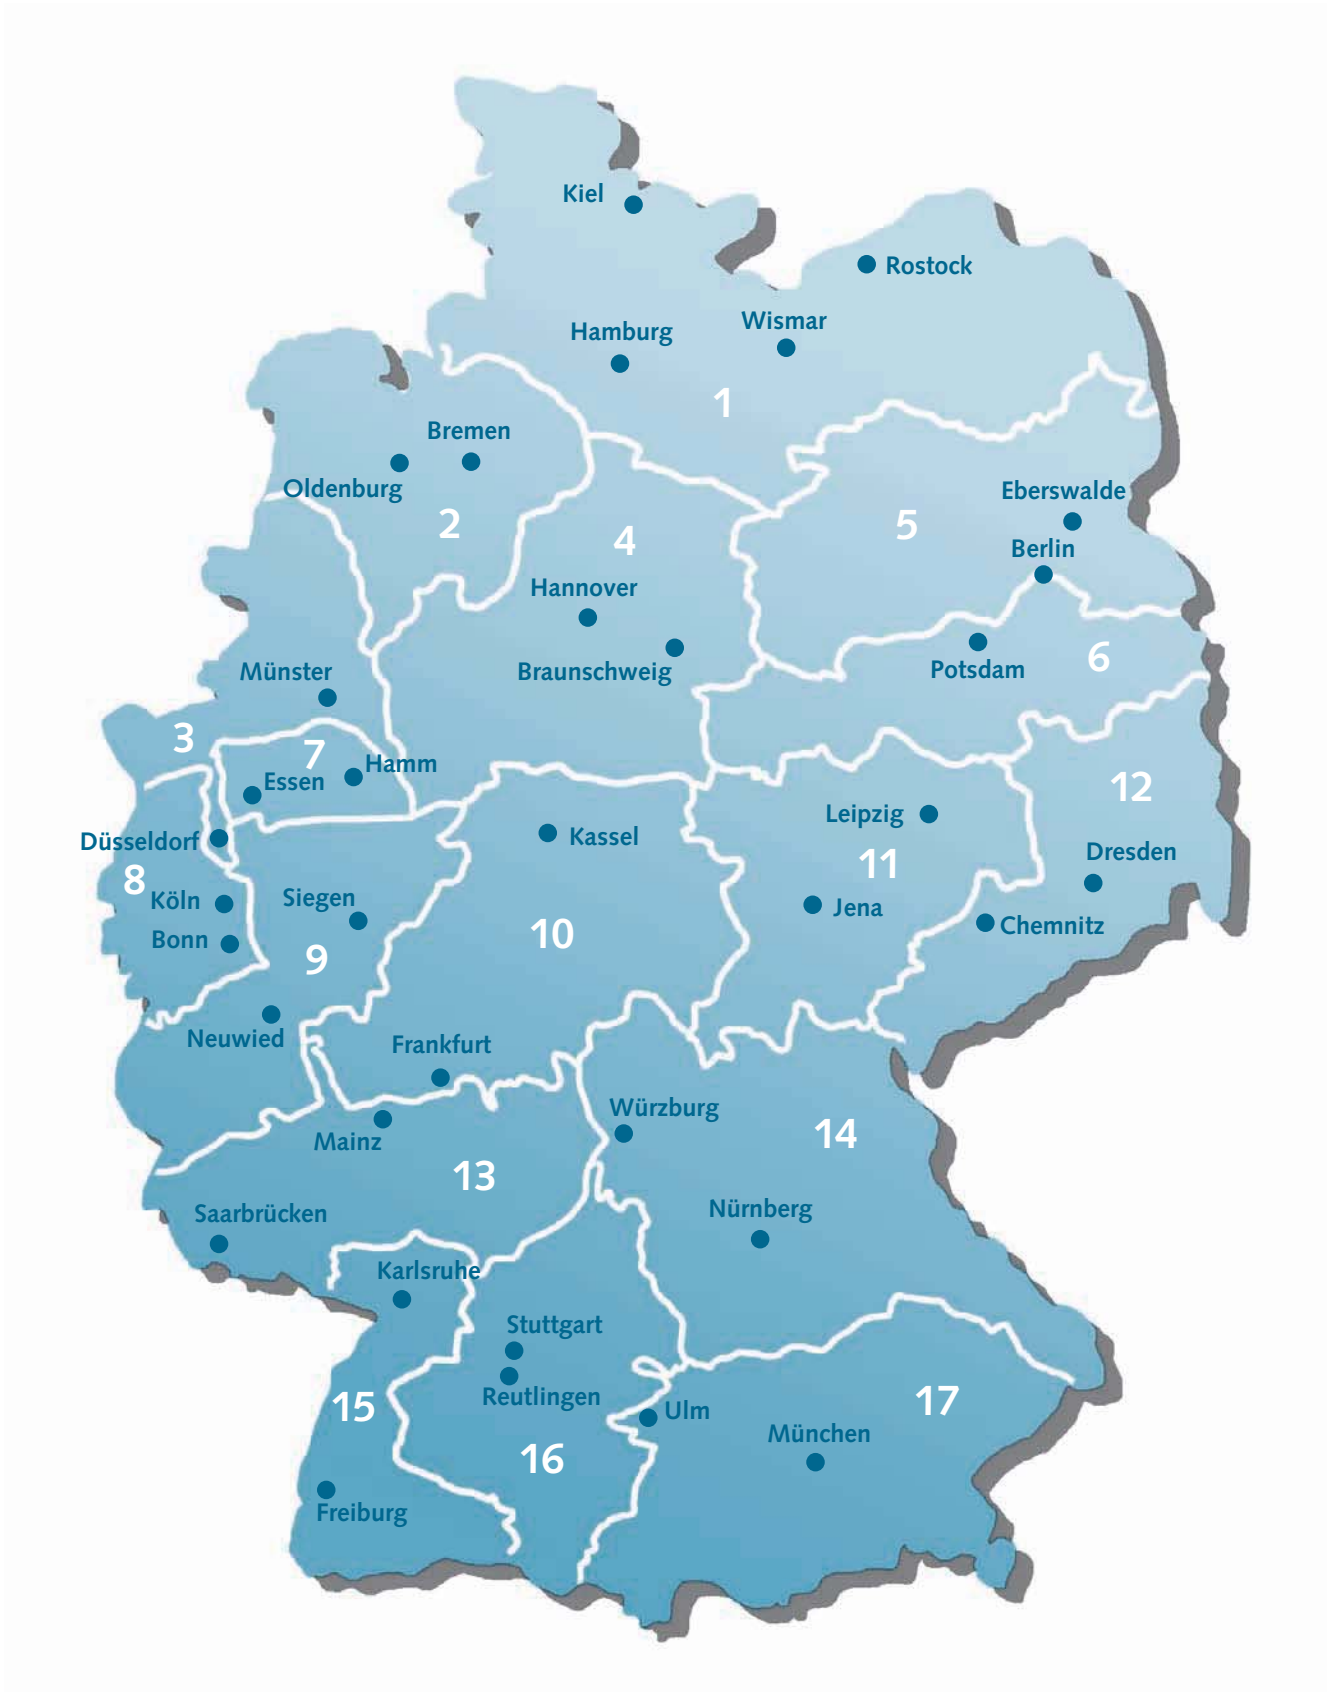 Kiel
Rostock
Wismar
Hamburg
1
Bremen
Oldenburg
Eberswalde
2
4
5
Berlin
Hannover
6
Potsdam
Braunschweig
Münster
3
7
Hamm
Essen
12
Leipzig
Düsseldorf
Kassel
Dresden
11
8
Köln
Siegen
Jena
Chemnitz
Bonn
10
9
Neuwied
Frankfurt
Würzburg
14
Mainz
13
Saarbrücken
Nürnberg
Karlsruhe
Stuttgart
Reutlingen
17
15
Ulm
München
16
Freiburg